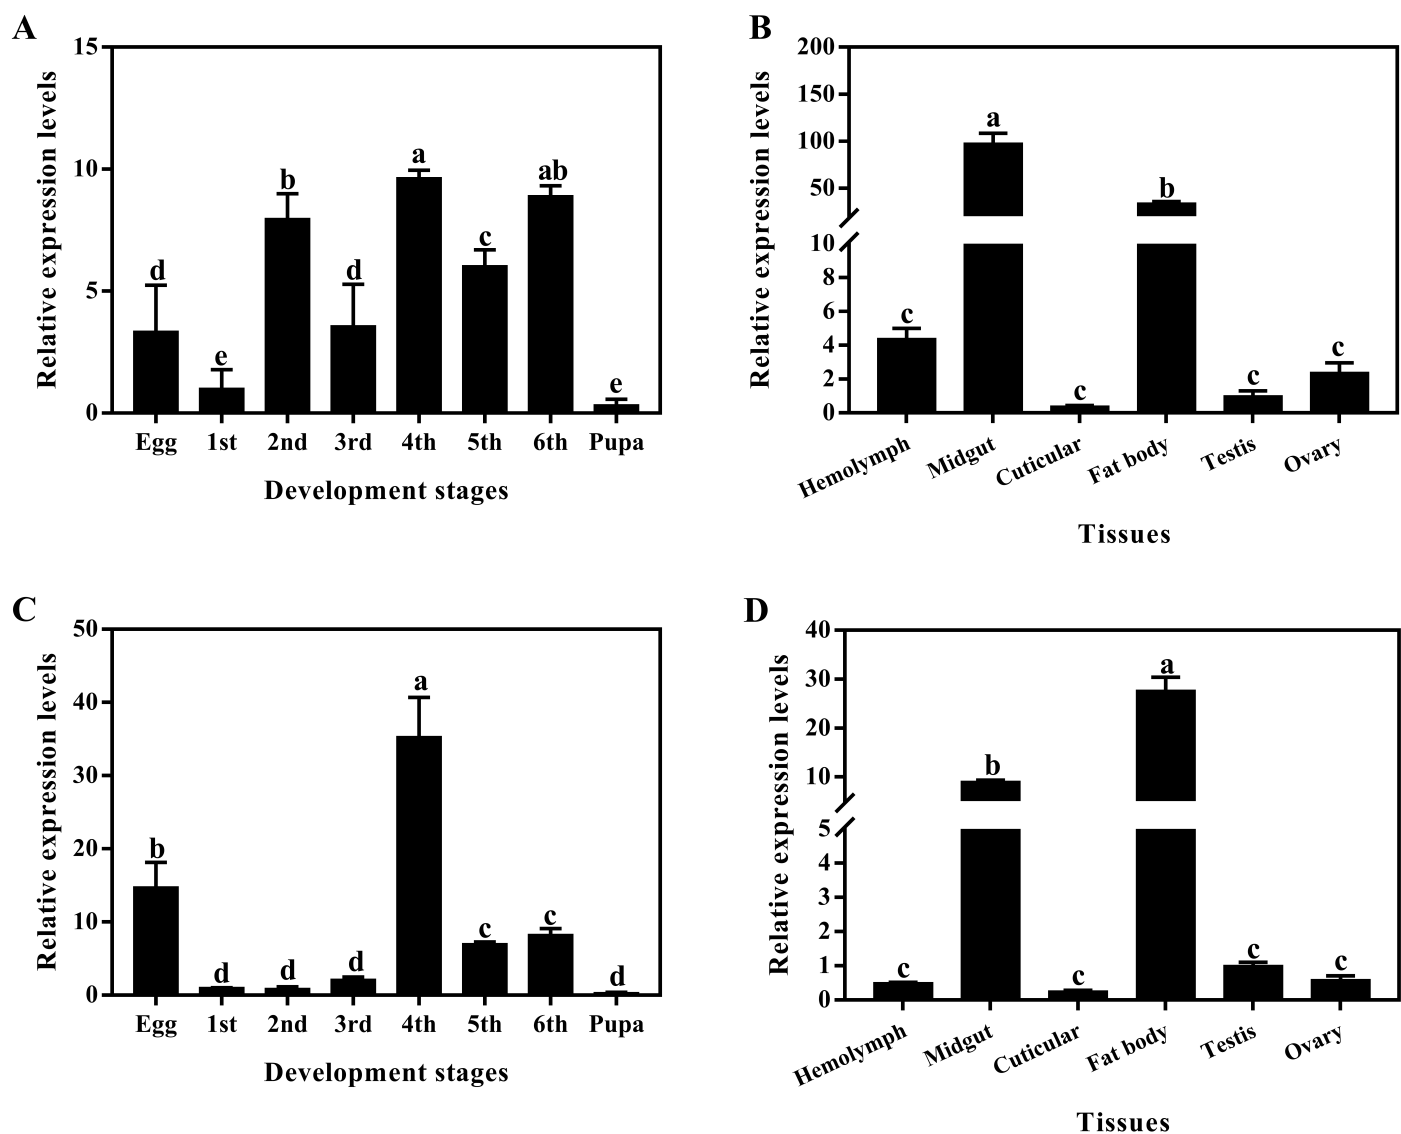 A
Relative expression levels
15
10
5
0
d
e
b
d
a
c
ab
e
Egg 1st 2nd 3rd 4th 5th 6th Pupa
Development stages
B
Relative expression levels
200
150
100
50
10
8
6
4
2
0
c
a
c
b
c
c
Hemolymph Midgut Cuticular Fat body Testis Ovary
Tissues
C
Relative expression levels
50
40
30
20
10
0
b
d
d
d
a
c
c
d
Egg 1st 2nd 3rd 4th 5th 6th Pupa
Development stages
D
Relative expression levels
40
30
20
10
5
4
3
2
1
0
c
b
c
a
c
c
Hemolymph Midgut Cuticular Fat body Testis Ovary
Tissues